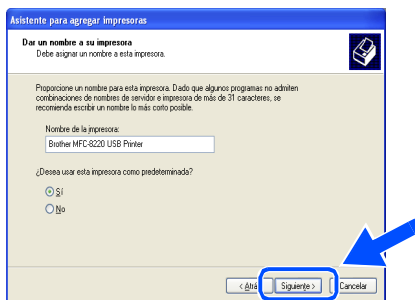 Asistente para agregar impresoras
Dar un nombre a su impresora
Debe asignar un nombre a esta impresora.
Proporcione un nombre para esta impresora. Dado que algunos programas no admiten
combinaciones de nombres de servidor e impresora de más de 31 caracteres, se
recomienda escribir un nombre lo más corto posible.
Nombre de la impresora:
Brother MFC-8220 USB Printer
¿Desea usar esta impresora como predeterminada?
Sí
No
< Atrá Siguiente > Cancelar